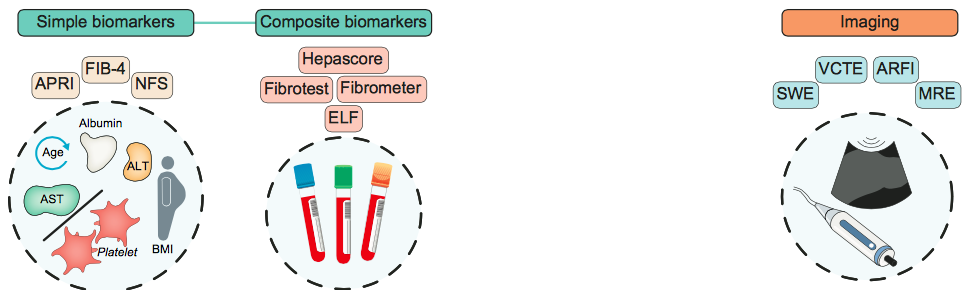 Simple biomarkers
Composite biomarkers
Imaging
APRI
FIB-4
NFS
Hepascore
Fibrotest
Fibrometer
ELF
SWE
VCTE
ARFI
MRE
Age
Albumin
ALT
AST
Platelet
BMI